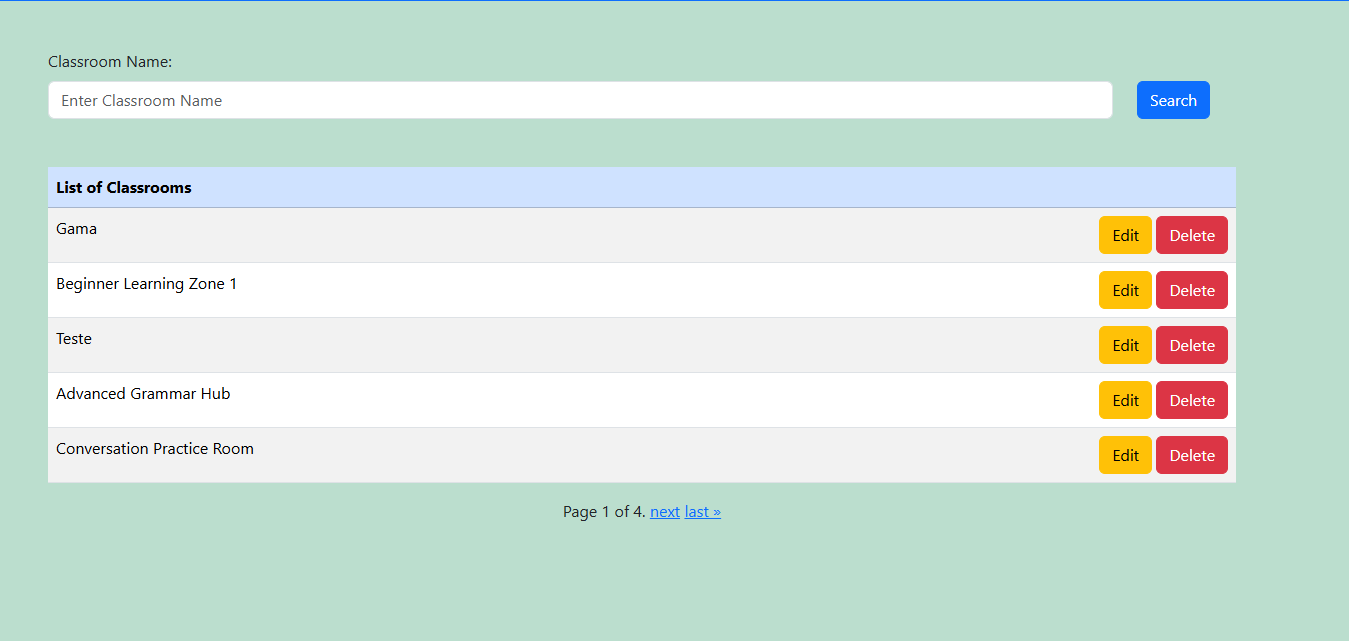 Classroom Name:
Enter Classroom Name
Search
List of Classrooms
Gama Edit Delete
Beginner Learning Zone 1 Edit Delete
Teste Edit Delete
Advanced Grammar Hub Edit Delete
Conversation Practice Room Edit Delete
Page 1 of 4. next last »